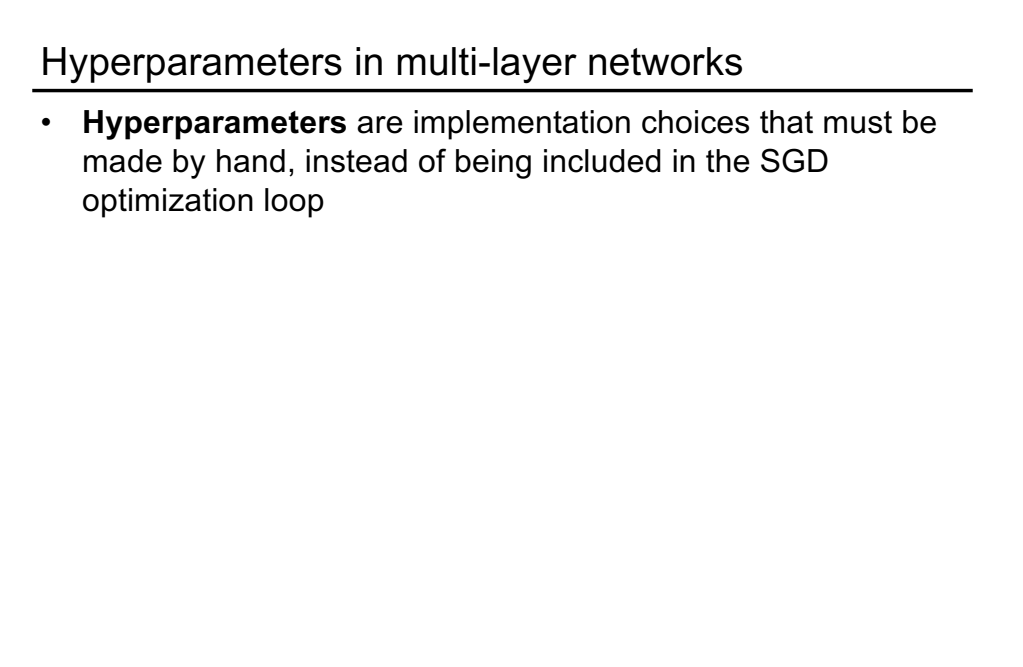 Hyperparameters in multi-layer networks
• Hyperparameters are implementation choices that must be
made by hand, instead of being included in the SGD
optimization loop